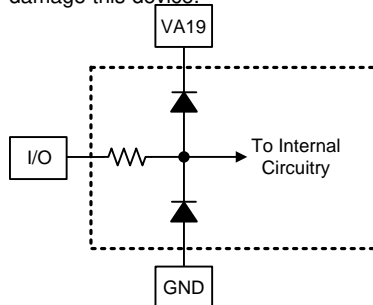 damage this device.
VA19
I/O
To Internal
Circuitry
GND